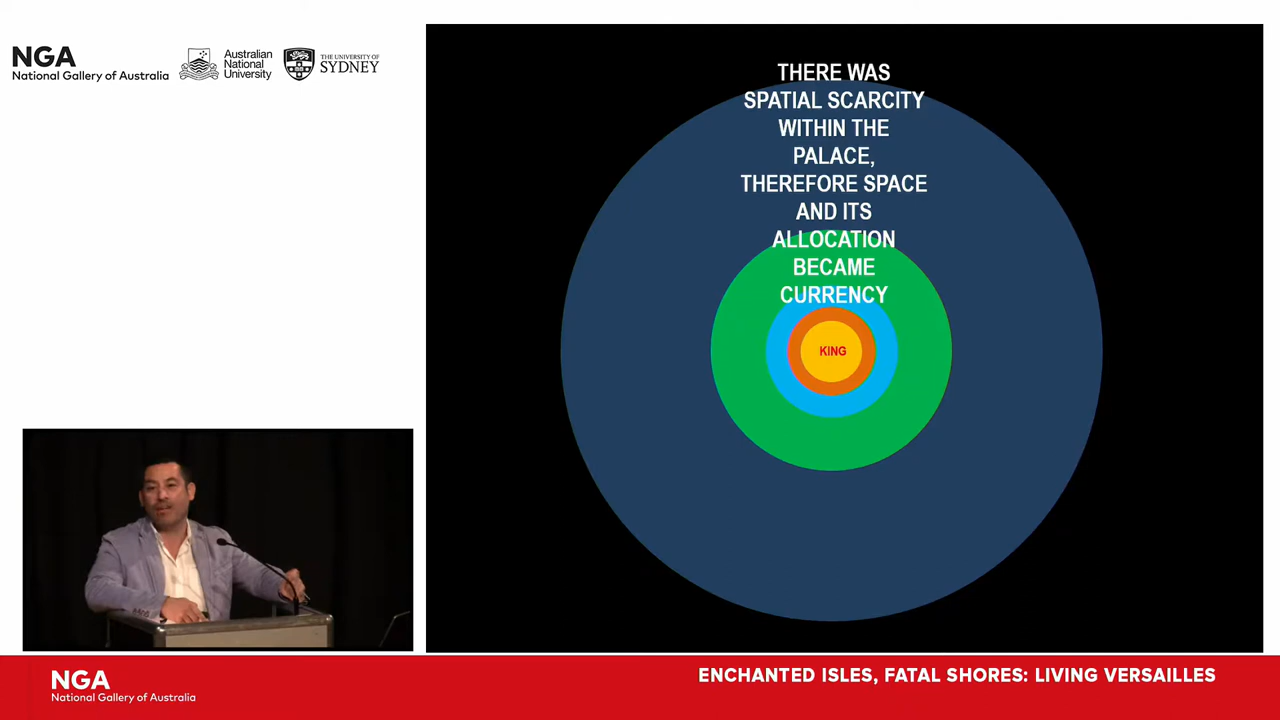 NGA
National Gallery of Australia
Australian
National
University
THE UNIVERSITY OF
SYDNEY
THERE WAS
SPATIAL SCARCITY
WITHIN THE
PALACE,
THEREFORE SPACE
AND ITS
ALLOCATION
BECAME
CURRENCY
KING
NGA
National Gallery of Australia
ENCHANTED ISLES, FATAL SHORES: LIVING VERSAILLES